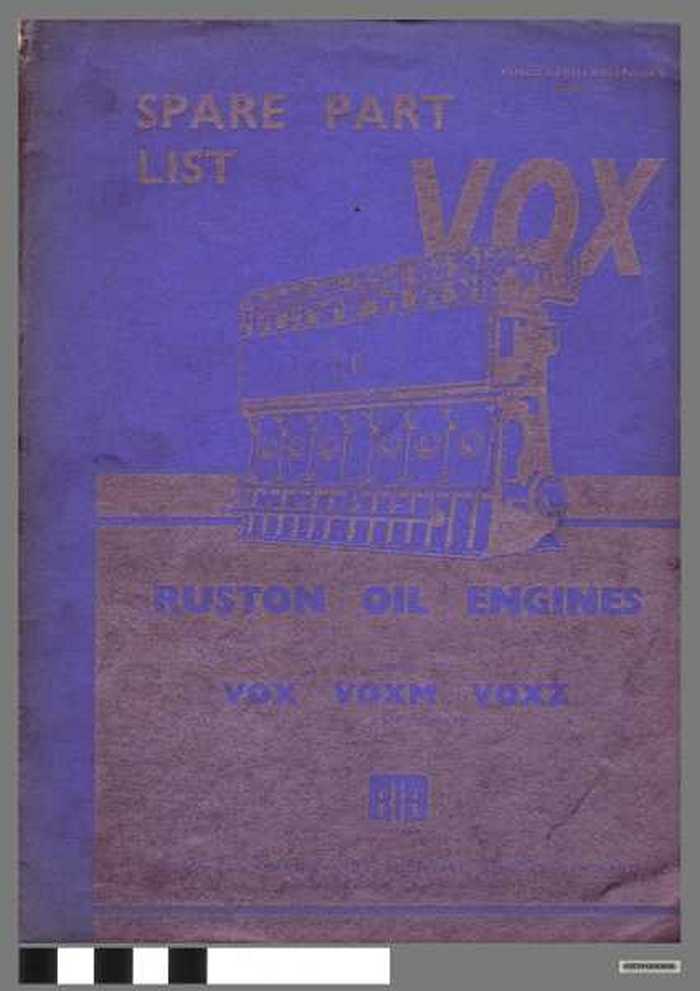 SPARE PART
LIST
VOX
RUSTON OIL ENGINES
VOX VOXM VOXZ